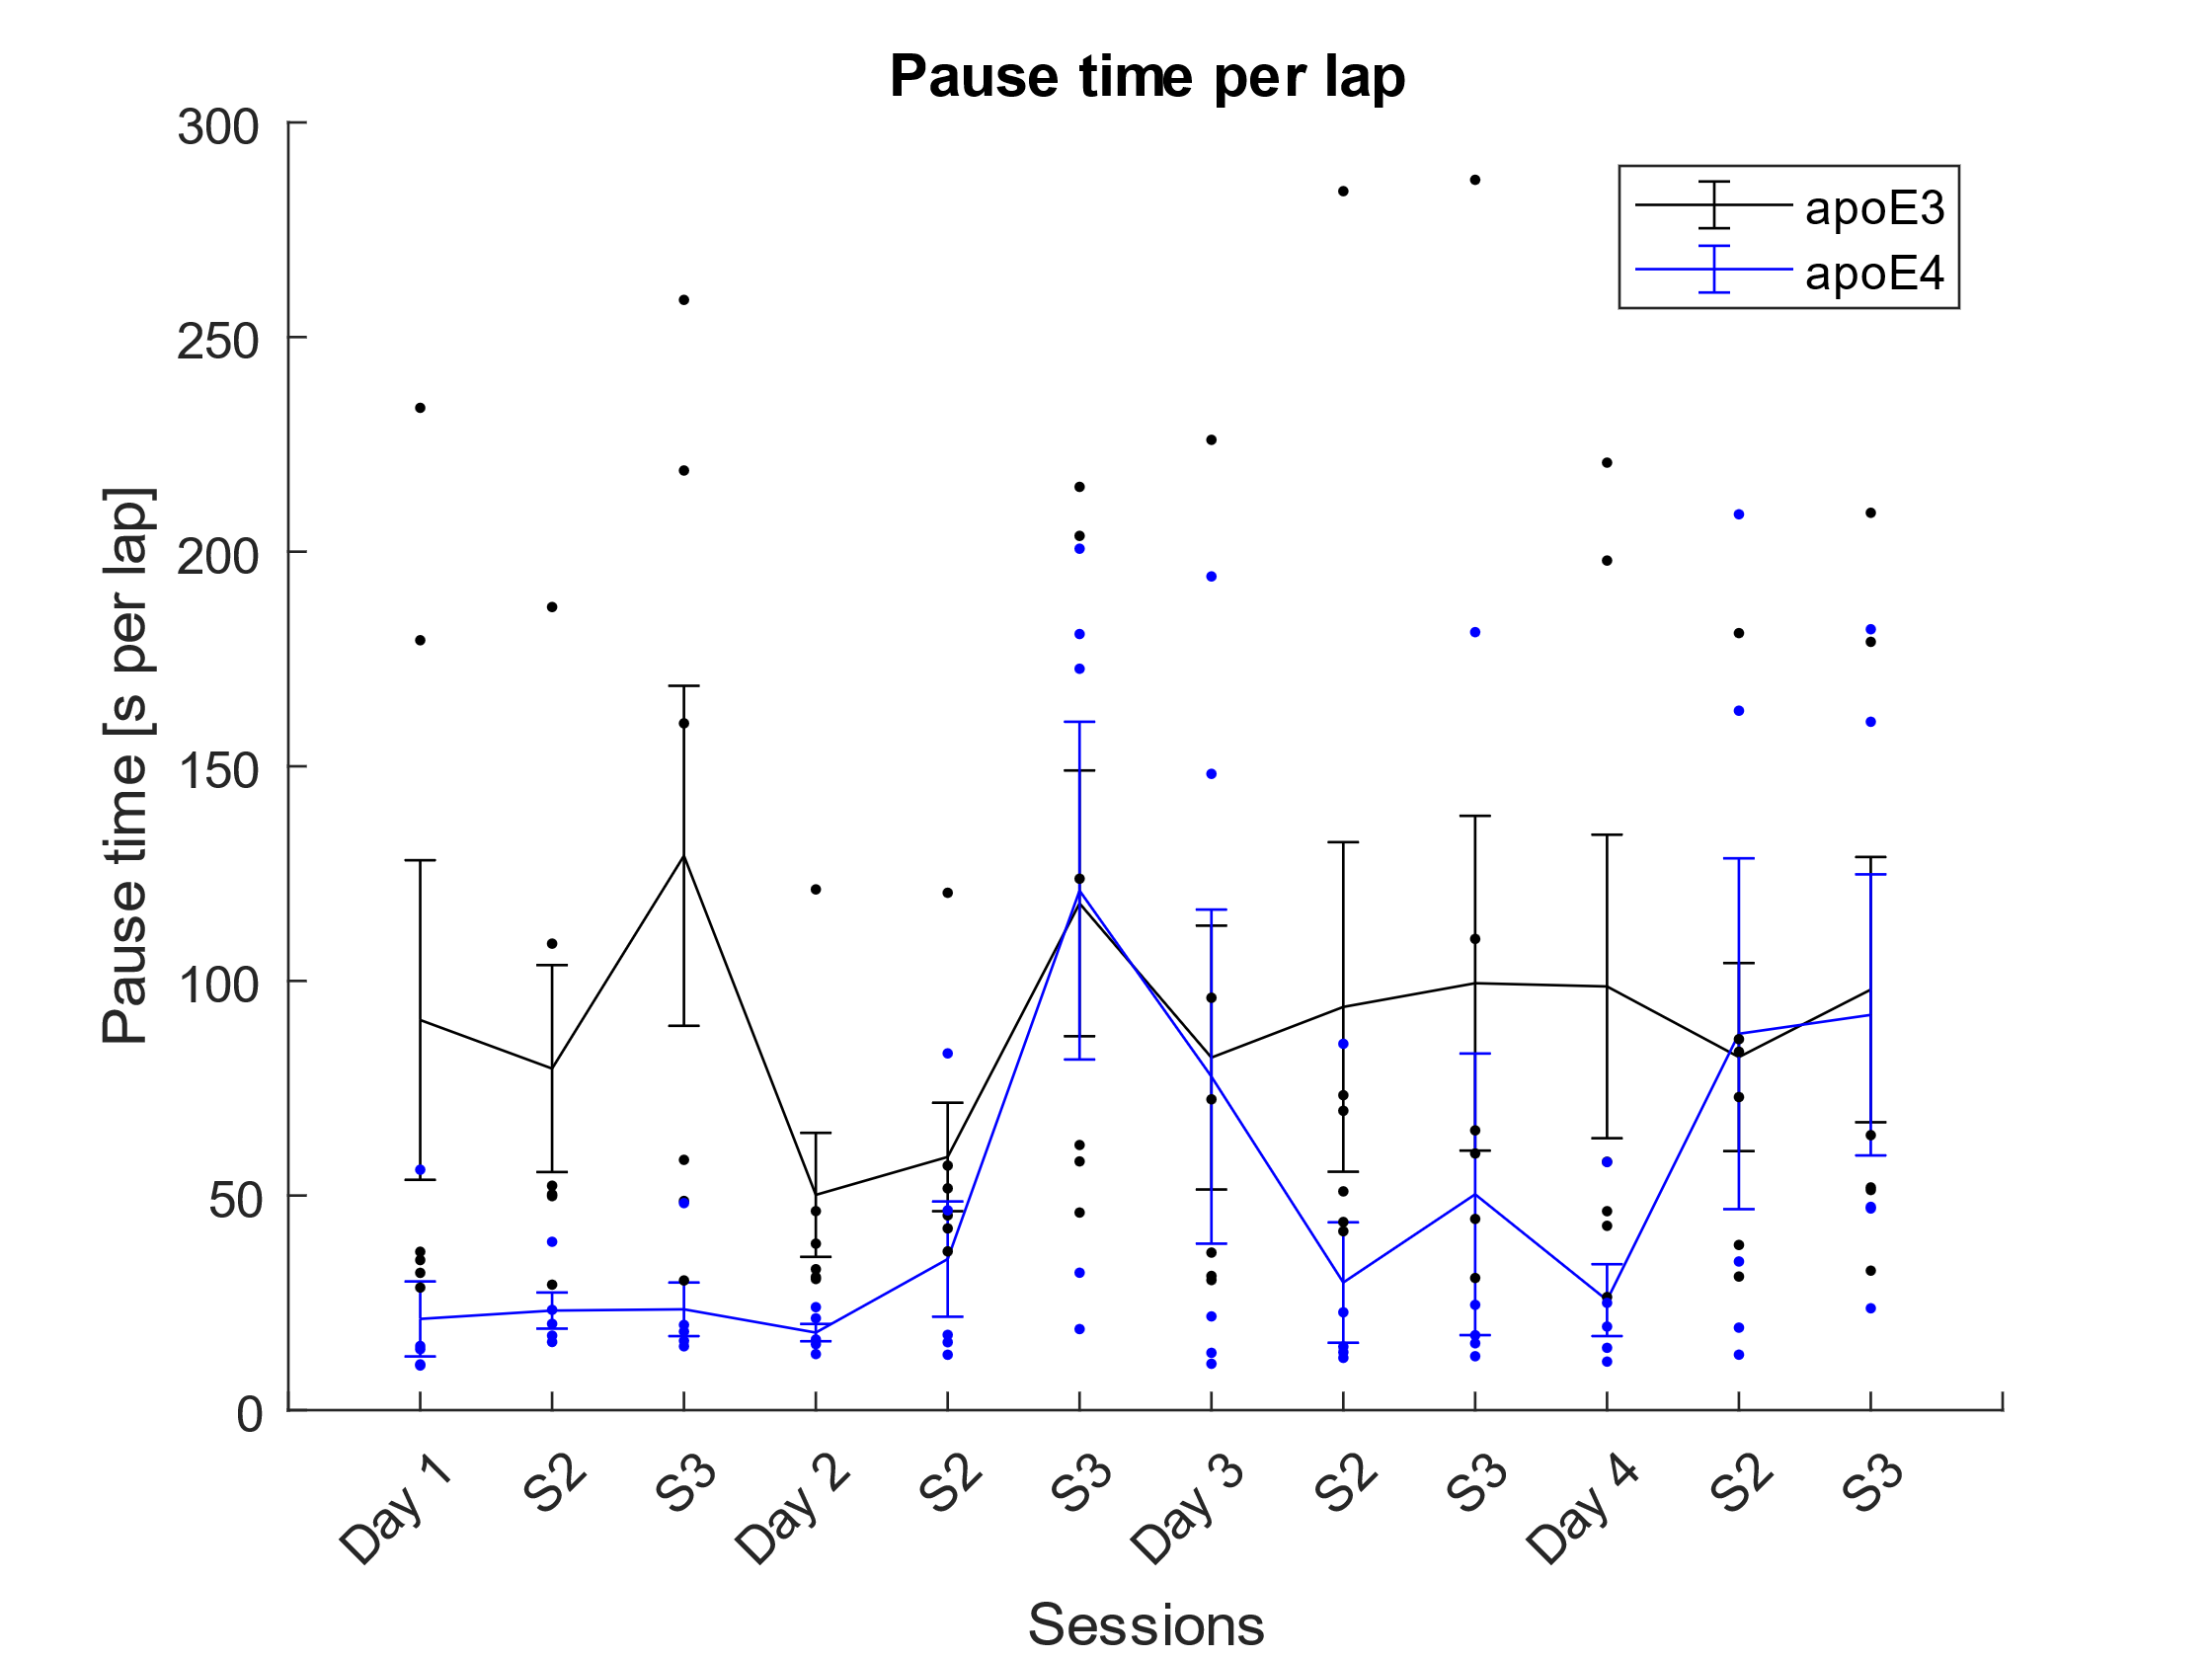 Pause time per lap
300
250
200
150
100
50
0
Pause time [s per lap]
apoE3
apoE4
Day 1
S2
S3
Day 2
S2
S3
Day 3
S2
S3
Day 4
S2
S3
Sessions